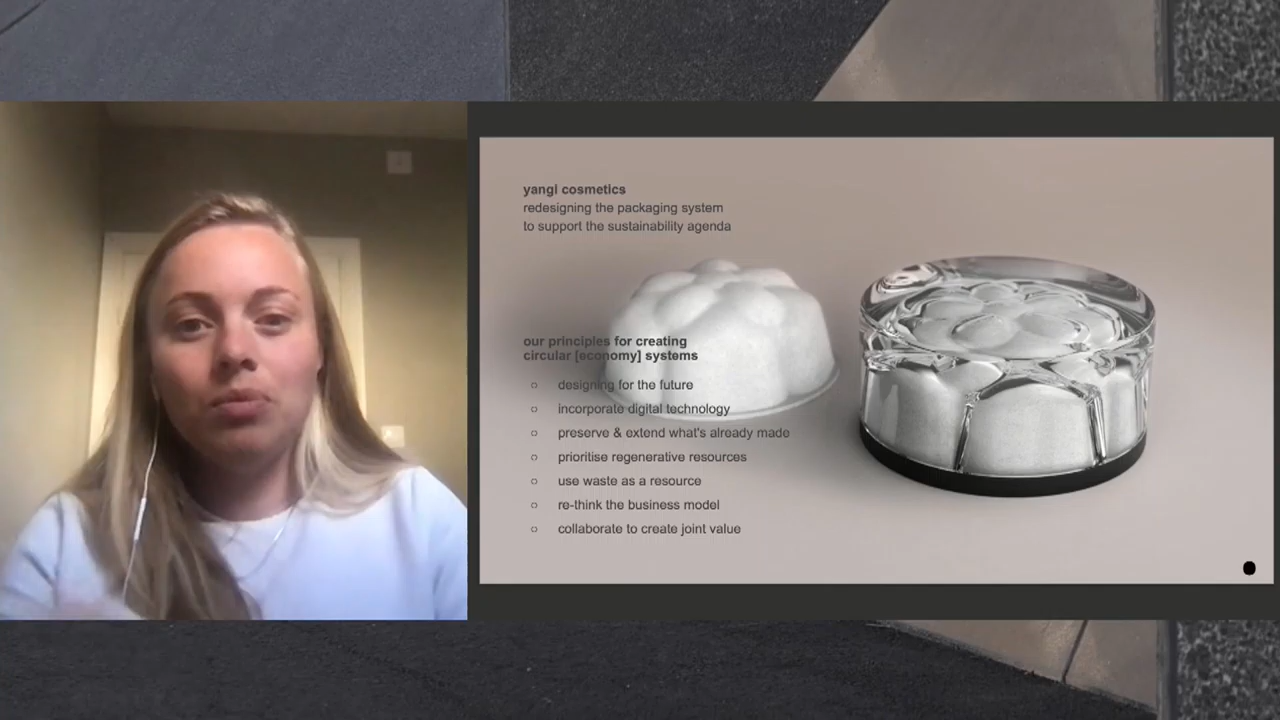 yangi cosmetics
redesigning the packaging system
to support the sustainability agenda
our principles for creating
circular [economy] systems
designing for the future
incorporate digital technology
preserve & extend what's already made
prioritise regenerative resources
use waste as a resource
re-think the business model
collaborate to create joint value